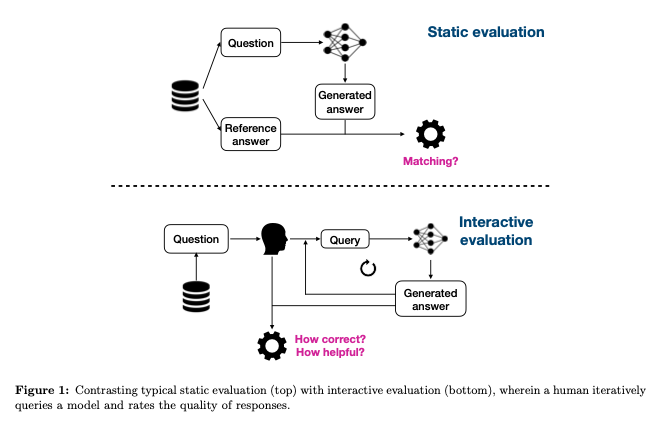 Static evaluation
Question
Generated
answer
Reference
answer
Matching?
Interactive
evaluation
Question
Query
Generated
answer
How correct?
How helpful?
Figure 1: Contrasting typical static evaluation (top) with interactive evaluation (bottom), wherein a human iteratively
queries a model and rates the quality of responses.